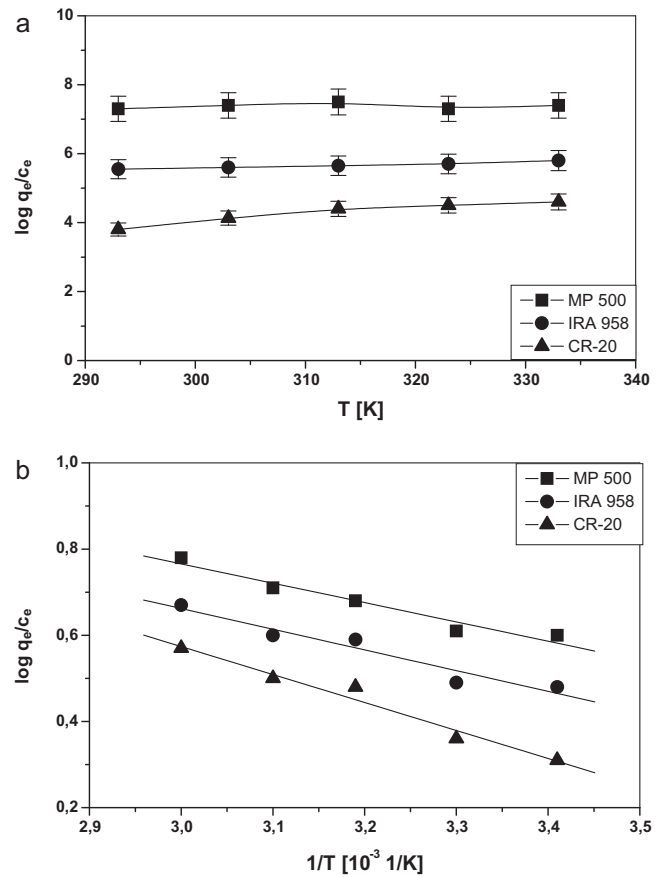 a
10
8
6
4
2
0
log qe/ce
290 300 310 320 330 340
T [K]
MP 500
IRA 958
CR-20
b
1,0
0,8
0,6
0,4
0,2
log qe/ce
2,9 3,0 3,1 3,2 3,3 3,4 3,5
1/T [10⁻³ 1/K]
MP 500
IRA 958
CR-20